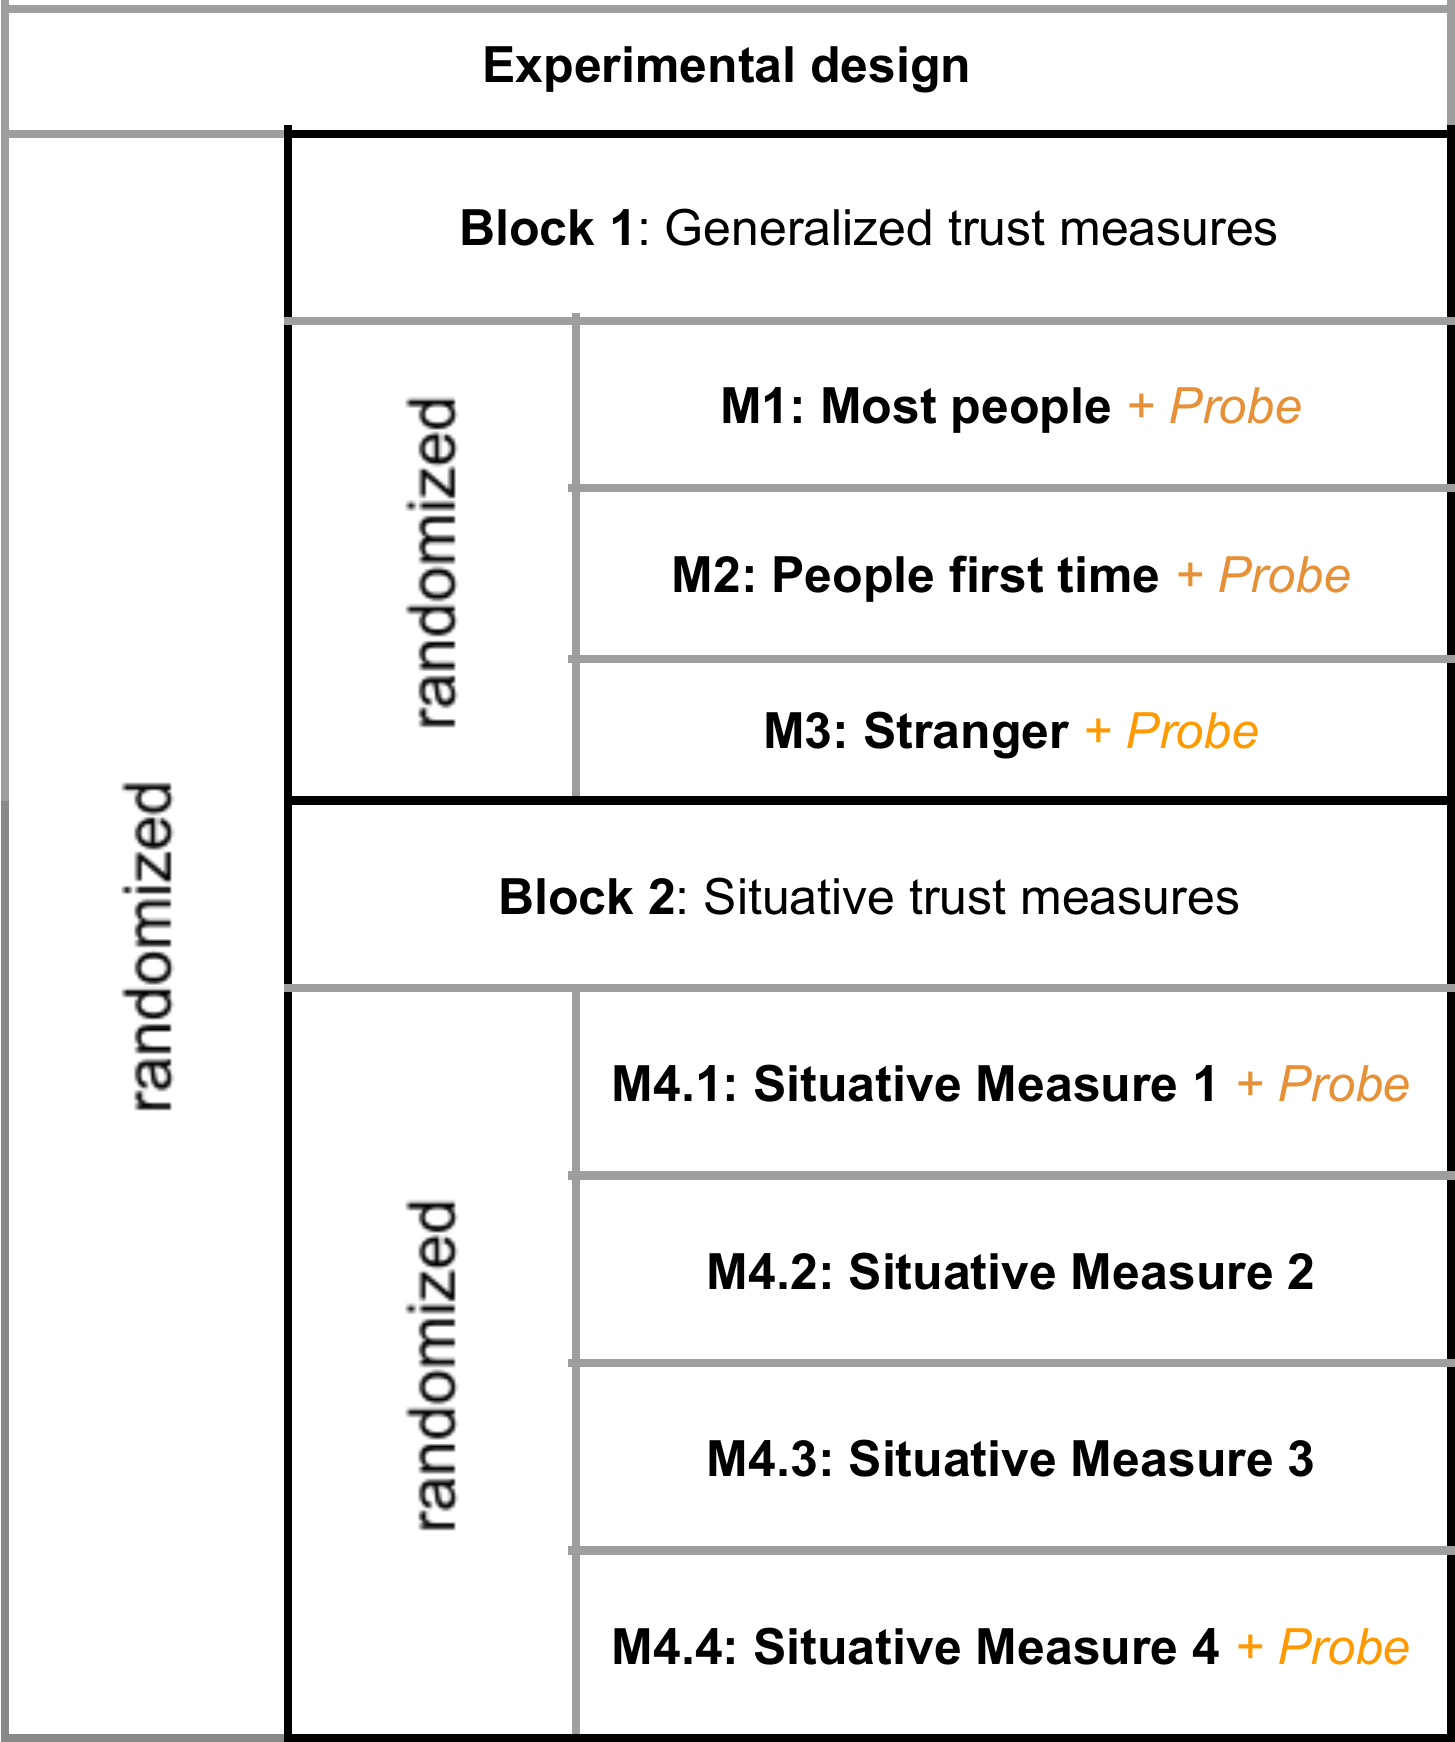 Experimental design
randomized
Block 1: Generalized trust measures
randomized
M1: Most people + Probe
M2: People first time + Probe
M3: Stranger + Probe
Block 2: Situative trust measures
randomized
M4.1: Situative Measure 1 + Probe
M4.2: Situative Measure 2
M4.3: Situative Measure 3
M4.4: Situative Measure 4 + Probe